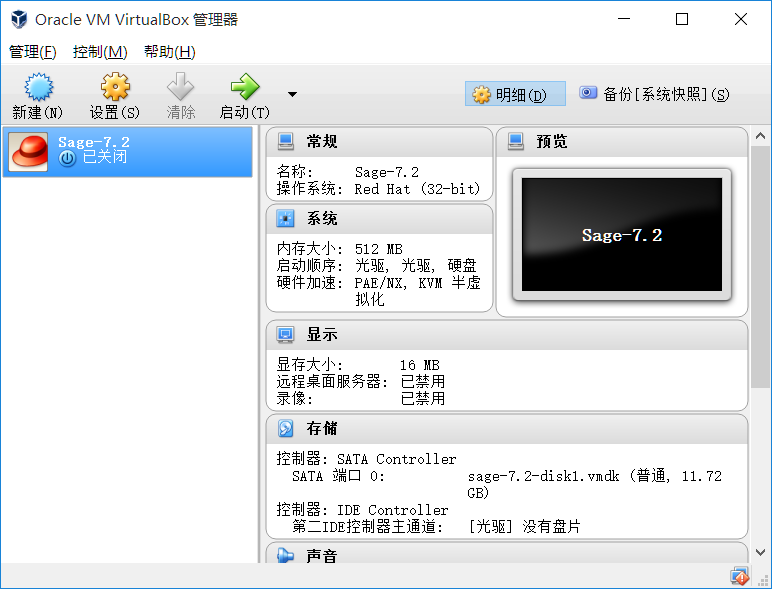 Oracle VM VirtualBox 管理器
管理(F) 控制(M) 帮助(H)
新建(N) 设置(S) 清除 启动(T) 明细(D) 备份[系统快照](S)
Sage-7.2
已关闭
常规
名称: Sage-7.2
操作系统: Red Hat (32-bit)
预览
Sage-7.2
系统
内存大小: 512 MB
启动顺序: 光驱, 光驱, 硬盘
硬件加速: PAE/NX, KVM 半虚
拟化
显示
显存大小: 16 MB
远程桌面服务器: 已禁用
录像: 已禁用
存储
控制器: SATA Controller
SATA 端口 0: sage-7.2-disk1.vmdk (普通, 11.72
GB)
控制器: IDE Controller
第二IDE控制器主通道: [光驱] 没有盘片
声音